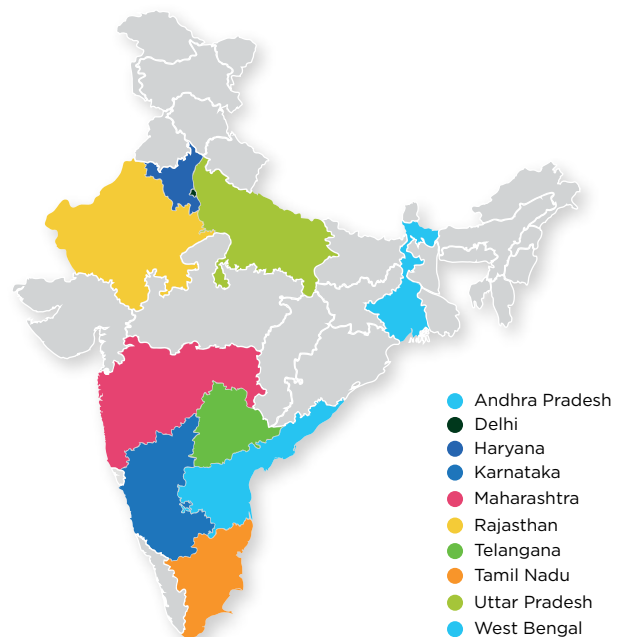 Andhra Pradesh
Delhi
Haryana
Karnataka
Maharashtra
Rajasthan
Telangana
Tamil Nadu
Uttar Pradesh
West Bengal